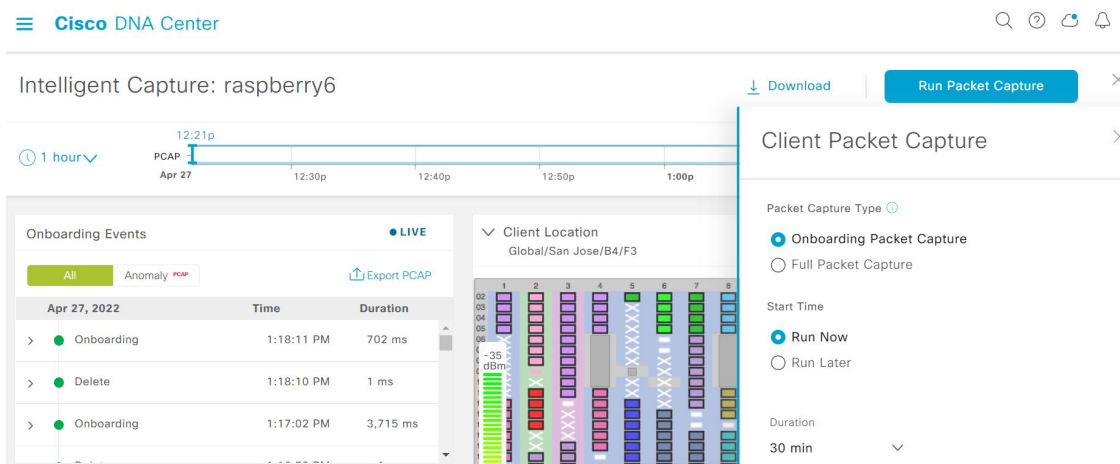 Cisco DNA Center
Intelligent Capture: raspberry6
Download
Run Packet Capture
1 hour
12:21p
PCAP
Apr 27
12:30p
12:40p
12:50p
1:00p
Onboarding Events
LIVE
All
Anomaly PCAP
Export PCAP
Apr 27, 2022 Time Duration
Onboarding 1:18:11 PM 702 ms
Delete 1:18:10 PM 1 ms
Onboarding 1:17:02 PM 3,715 ms
Client Location
Global/San Jose/B4/F3
1 2 3 4 5 6 7 8
02
03
04
05
-35
dBm
Client Packet Capture
Packet Capture Type
Onboarding Packet Capture
Full Packet Capture
Start Time
Run Now
Run Later
Duration
30 min